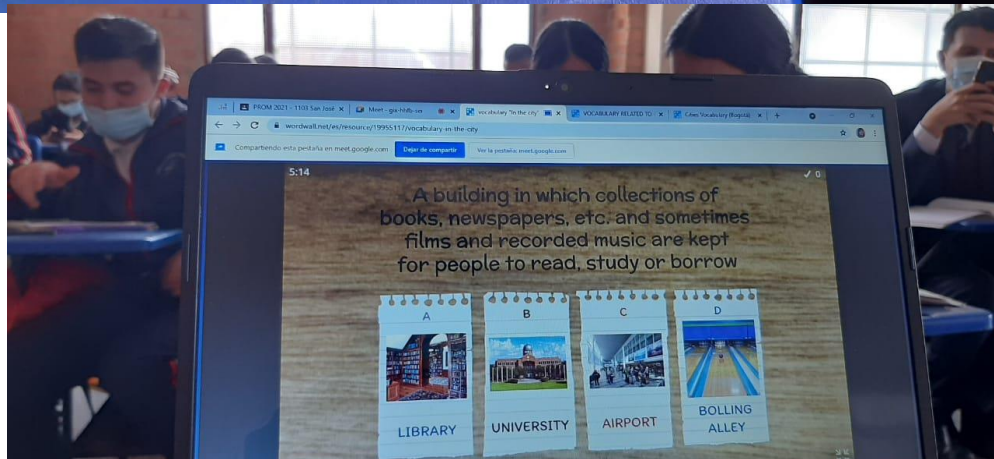 PROM 2021 - 1103 San José
Meet -
vocabulary "In the city"
VOCABULARY RELATED TO
Cities Vocabulary (Bogotá)
wordwall.net/es/resource/19955117/vocabulary-in-the-city
Compartiendo esta pestaña en meet.google.com
Dejar de compartir
Ver la pestaña: meet.google.com
5:14
0
A building in which collections of
books, newspapers, etc. and sometimes
films and recorded music are kept
for people to read, study or borrow
A
B
C
D
LIBRARY
UNIVERSITY
AIRPORT
BOLLING
ALLEY